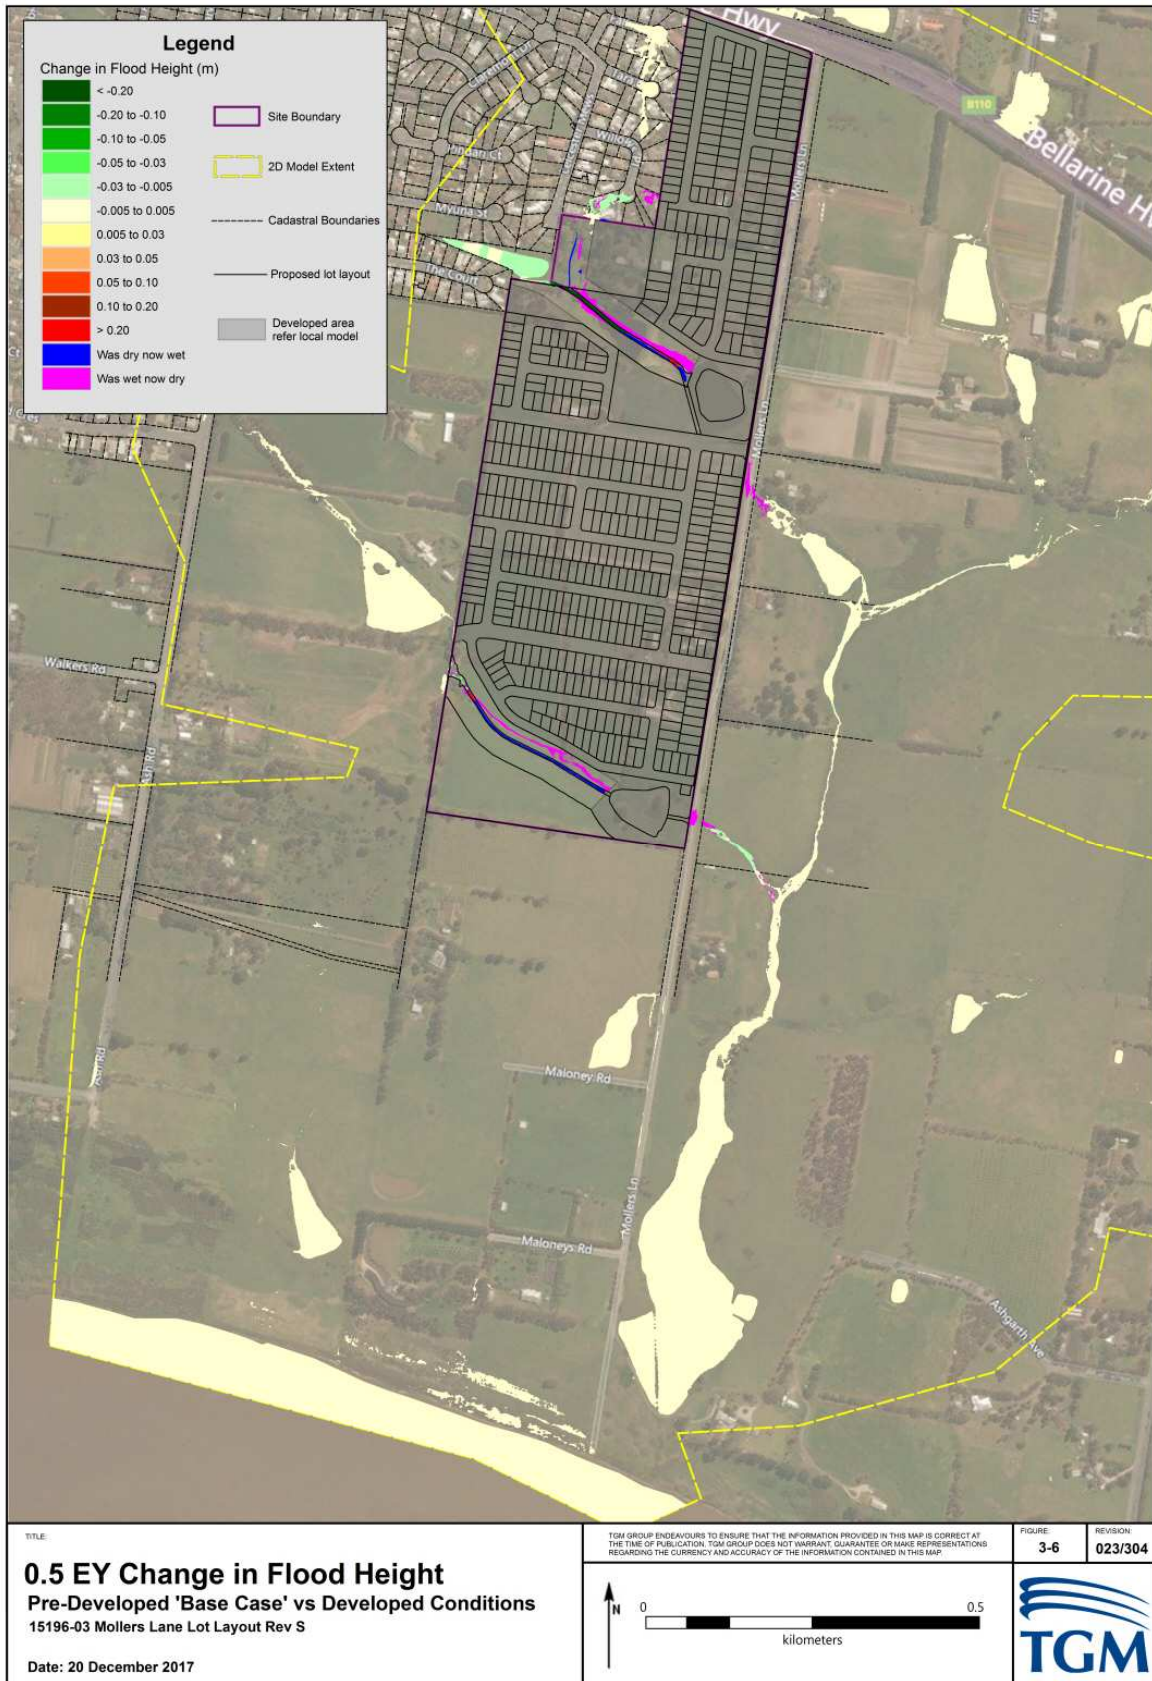 Legend
Change in Flood Height (m)
< -0.20
-0.20 to -0.10
-0.10 to -0.05
-0.05 to -0.03
-0.03 to -0.005
-0.005 to 0.005
0.005 to 0.03
0.03 to 0.05
0.05 to 0.10
0.10 to 0.20
> 0.20
Was dry now wet
Was wet now dry
Site Boundary
2D Model Extent
Cadastral Boundaries
Proposed lot layout
Developed area
refer local model
Hwy
B110
Bellarine
Mollers Ln
Myuna St
The Court
Mollers Ln
Walkers Rd
Ash Rd
Ash Rd
Maloney Rd
Mollers Ln
Maloneys Rd
Ashgarth Ave
TITLE:
0.5 EY Change in Flood Height
Pre-Developed 'Base Case' vs Developed Conditions
15196-03 Mollers Lane Lot Layout Rev S
Date: 20 December 2017
TGM GROUP ENDEAVOURS TO ENSURE THAT THE INFORMATION PROVIDED IN THIS MAP IS CORRECT AT
THE TIME OF PUBLICATION. TGM GROUP DOES NOT WARRANT, GUARANTEE OR MAKE REPRESENTATIONS
REGARDING THE CURRENCY AND ACCURACY OF THE INFORMATION CONTAINED IN THIS MAP.
N
0 0.5
kilometers
FIGURE:
3-6
REVISION:
023/304
TGM